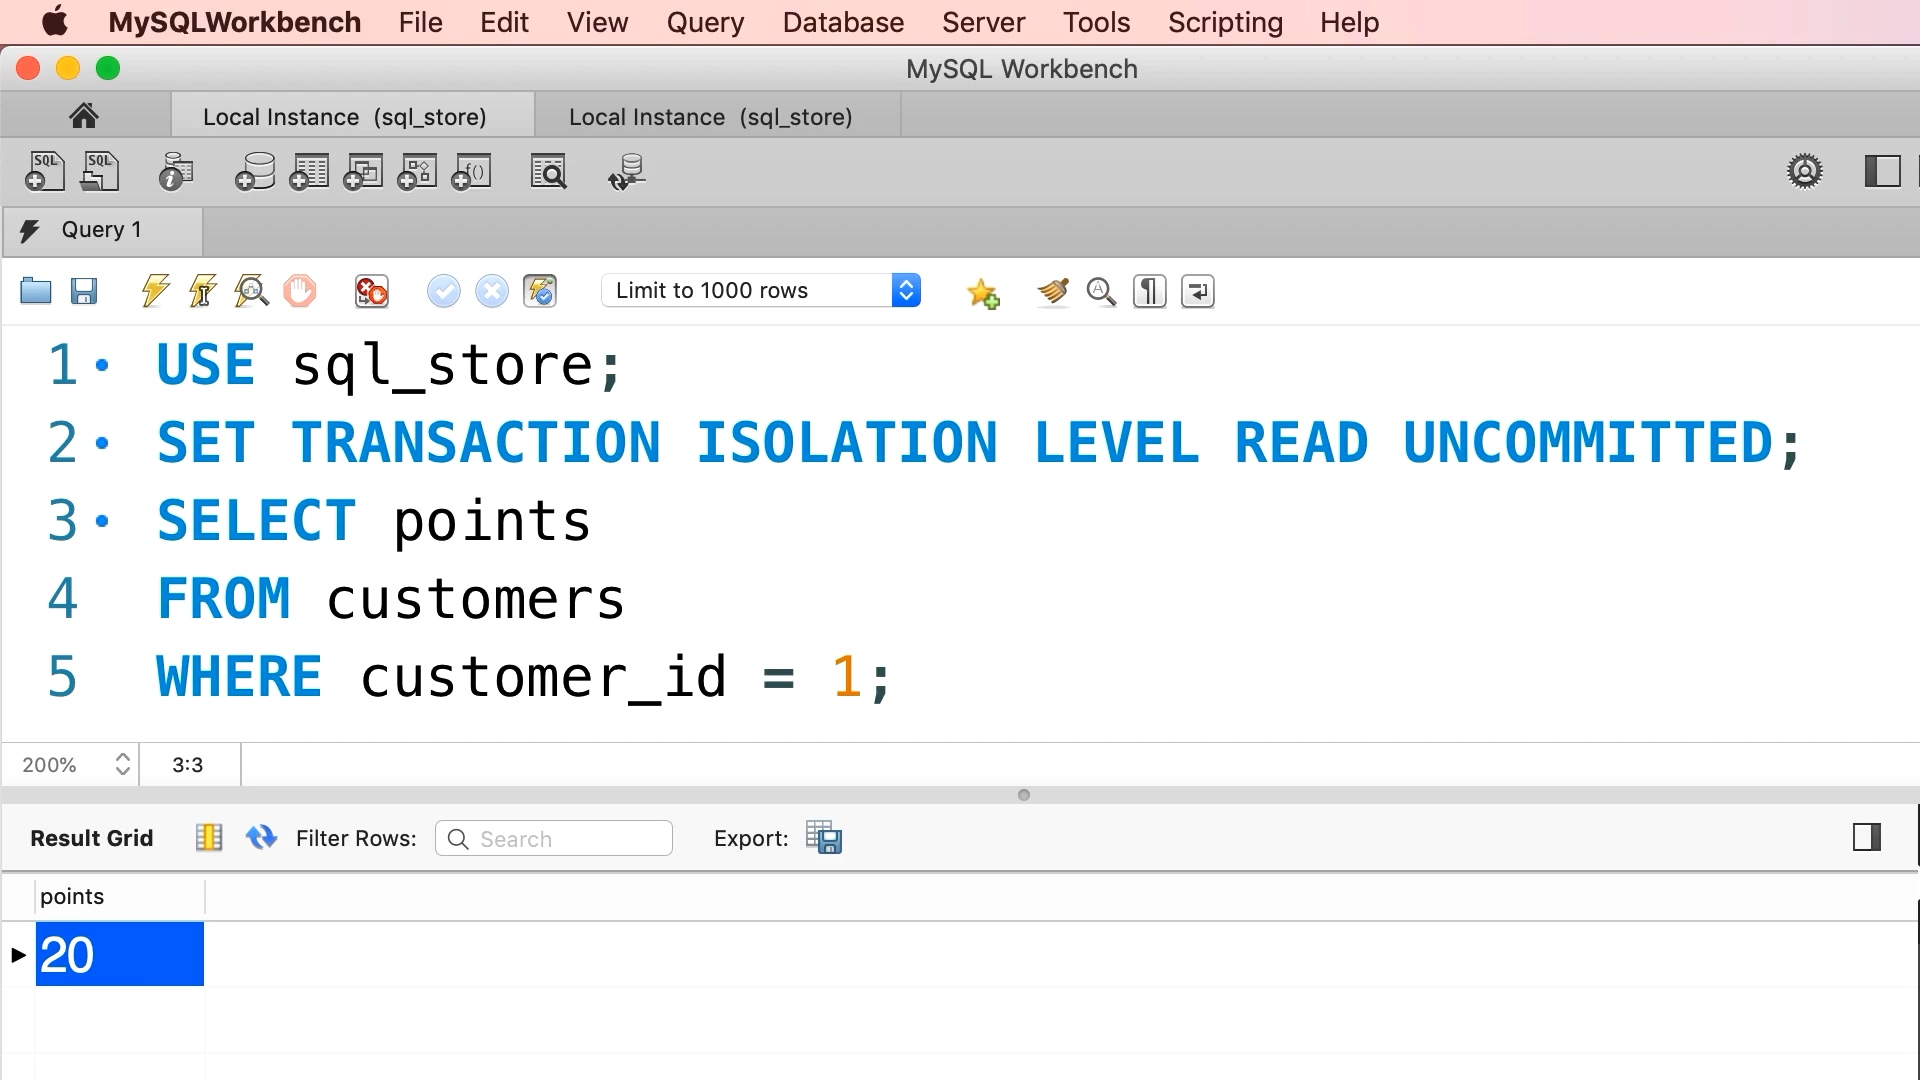 MySQLWorkbench File Edit View Query Database Server Tools Scripting Help
MySQL Workbench
Local Instance (sql_store) Local Instance (sql_store)
SQL SQL i f()
Query 1
Limit to 1000 rows
1 USE sql_store;
2 SET TRANSACTION ISOLATION LEVEL READ UNCOMMITTED;
3 SELECT points
4 FROM customers
5 WHERE customer_id = 1;
200% 3:3
Result Grid Filter Rows: Search Export:
points
20